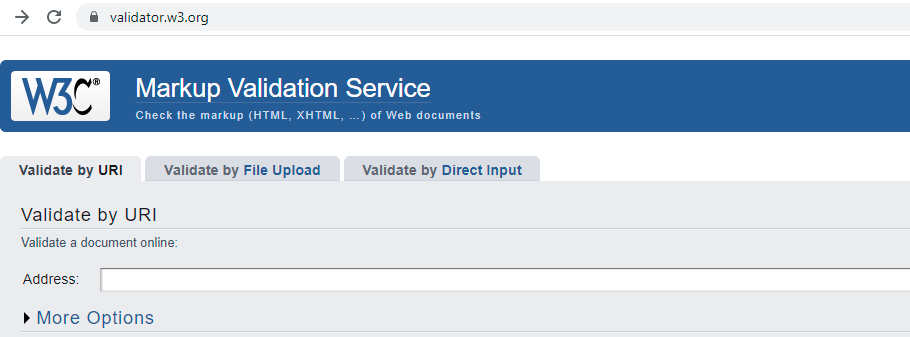 validator.w3.org
W3C®
Markup Validation Service
Check the markup (HTML, XHTML, …) of Web documents
Validate by URI
Validate by File Upload
Validate by Direct Input
Validate by URI
Validate a document online:
Address:
More Options